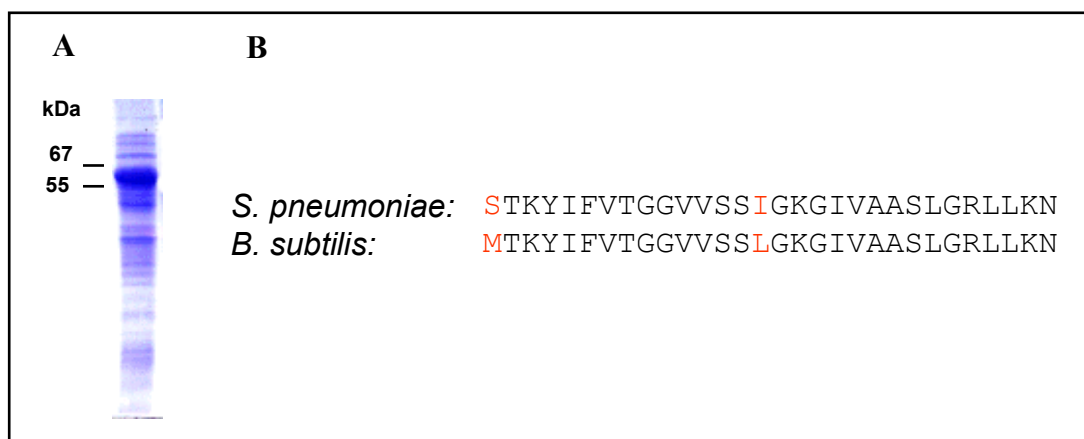 A
B
kDa
67
55
S. pneumoniae: STKYIFVTGGVVSSIGKGIVAASLGRLLKN
B. subtilis: MTKYIFVTGGVVSSLGKGIVAASLGRLLKN